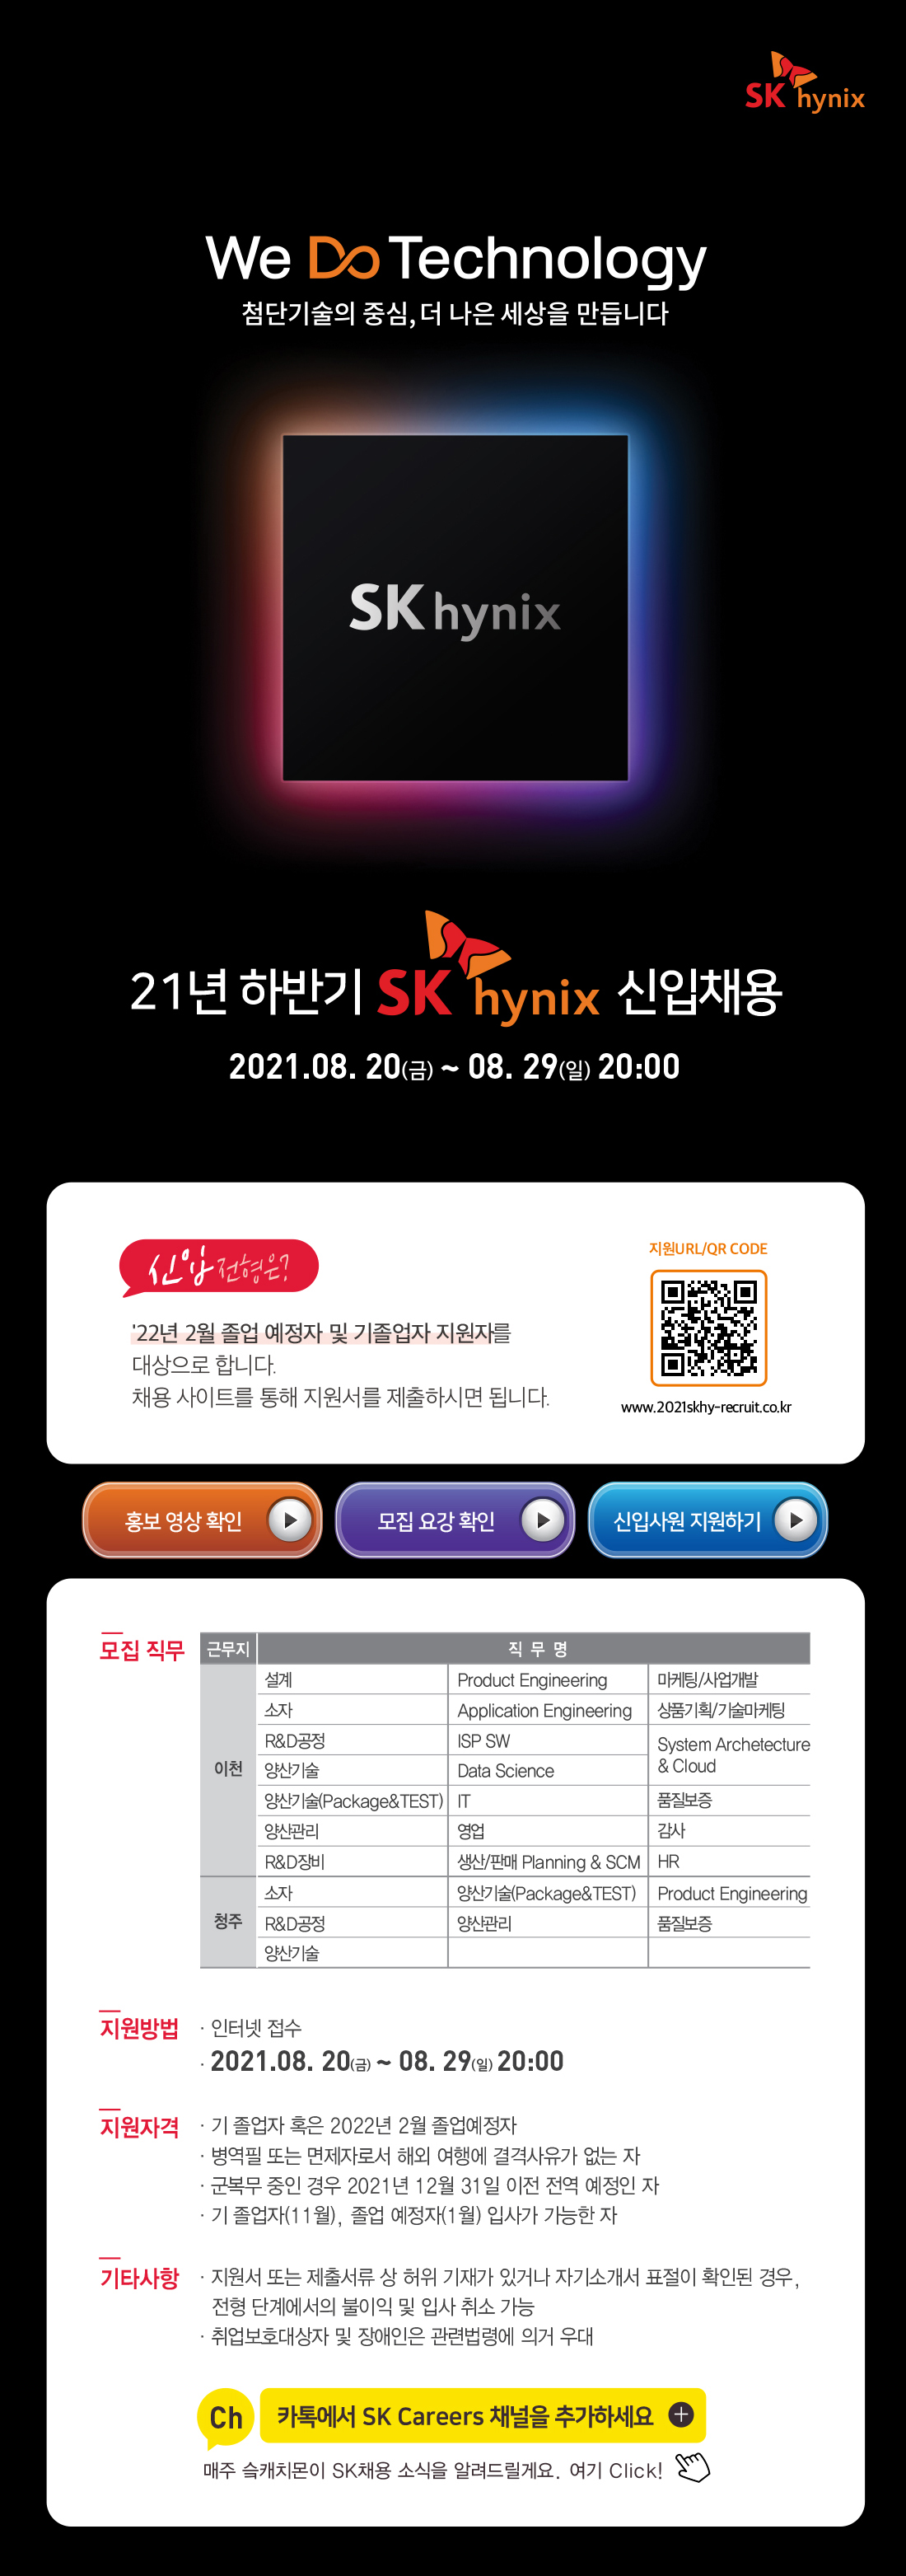 SK hynix
We Do Technology
첨단기술의 중심, 더 나은 세상을 만듭니다
SK hynix
21년 하반기 SK hynix 신입채용
2021.08. 20(금) ~ 08. 29(일) 20:00
신입 전형은?
지원URL/QR CODE
'22년 2월 졸업 예정자 및 기졸업자 지원자를
대상으로 합니다.
채용 사이트를 통해 지원서를 제출하시면 됩니다.
www.2021skhy-recruit.co.kr
홍보 영상 확인
모집 요강 확인
신입사원 지원하기
모집 직무
근무지 직 무 명
이천
설계 Product Engineering 마케팅/사업개발
소자 Application Engineering 상품기획/기술마케팅
R&D공정 ISP SW System Archetecture
양산기술 Data Science & Cloud
양산기술(Package&TEST) IT 품질보증
양산관리 영업 감사
R&D장비 생산/판매 Planning & SCM HR
청주
소자 양산기술(Package&TEST) Product Engineering
R&D공정 양산관리 품질보증
양산기술
지원방법
· 인터넷 접수
· 2021.08. 20(금) ~ 08. 29(일) 20:00
지원자격
· 기 졸업자 혹은 2022년 2월 졸업예정자
· 병역필 또는 면제자로서 해외 여행에 결격사유가 없는 자
· 군복무 중인 경우 2021년 12월 31일 이전 전역 예정인 자
· 기 졸업자(11월), 졸업 예정자(1월) 입사가 가능한 자
기타사항
· 지원서 또는 제출서류 상 허위 기재가 있거나 자기소개서 표절이 확인된 경우,
전형 단계에서의 불이익 및 입사 취소 가능
· 취업보호대상자 및 장애인은 관련법령에 의거 우대
Ch
카톡에서 SK Careers 채널을 추가하세요
매주 슼캐치몬이 SK채용 소식을 알려드릴게요. 여기 Click!